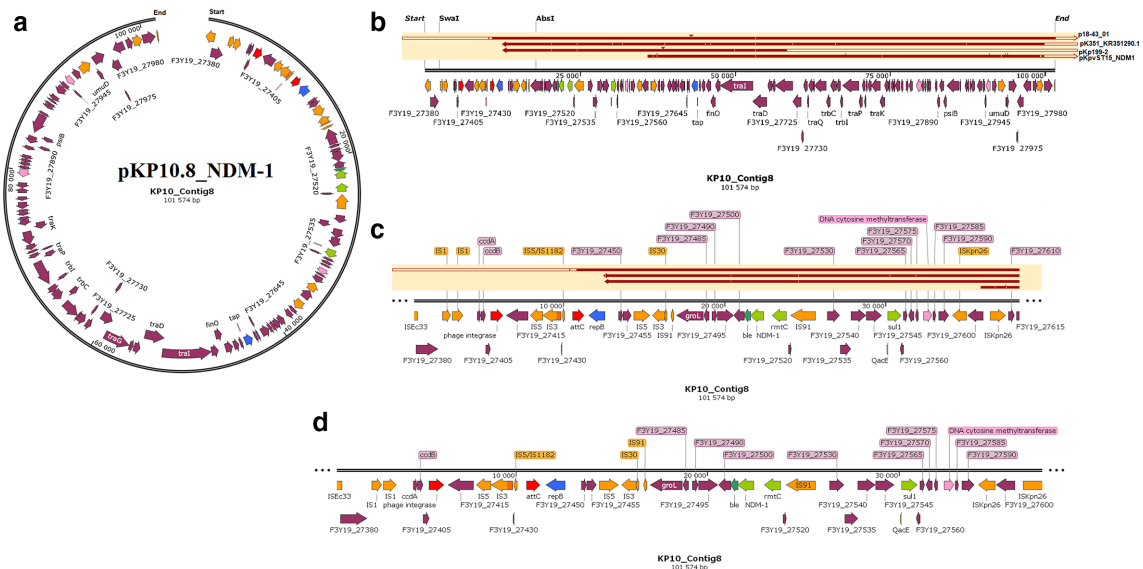 a
End
Start
100 000
F3Y19_27380
F3Y19_27405
F3Y19_27980
umuD
F3Y19_27945
F3Y19_27975
psiB
F3Y19_27890
80 000
20 000
F3Y19_27520
F3Y19_27535
pKP10.8_NDM-1
KP10_Contig8
101 574 bp
traK
traP
trbI
trbC
F3Y19_27730
F3Y19_27725
F3Y19_27645
tap
finO
traD
traG
traI
60 000
40 000
b
Start
SwaI
AbsI
End
p18-43_01
pK351_KR351290.1
pKp199-2
pKpvST15_NDM1
25 000
50 000
75 000
100 000
traI
F3Y19_27380
F3Y19_27430
F3Y19_27520
F3Y19_27645
finO
traD
F3Y19_27725
trbC
traP
traK
F3Y19_27890
psiB
umuD
F3Y19_27980
F3Y19_27405
F3Y19_27535
F3Y19_27560
tap
traQ
trbI
F3Y19_27945
F3Y19_27730
F3Y19_27975
KP10_Contig8
101 574 bp
c
F3Y19_27500
DNA cytosine methyltransferase
F3Y19_27490
F3Y19_27575
F3Y19_27585
ccdA
F3Y19_27485
F3Y19_27570
F3Y19_27590
IS1
IS1
ccdB
IS5/IS1182
F3Y19_27450
IS30
F3Y19_27530
F3Y19_27565
ISKpn26
F3Y19_27610
10 000
20 000
30 000
groL
ISEc33
phage integrase
F3Y19_27415
IS5
IS3
attC
repB
F3Y19_27455
IS3
IS91
F3Y19_27495
ble
NDM-1
rmtC
IS91
F3Y19_27540
sul1
F3Y19_27545
F3Y19_27600
ISKpn26
F3Y19_27615
F3Y19_27380
F3Y19_27405
F3Y19_27430
F3Y19_27520
F3Y19_27535
QacE
F3Y19_27560
KP10_Contig8
101 574 bp
d
F3Y19_27485
F3Y19_27575
DNA cytosine methyltransferase
IS91
F3Y19_27490
F3Y19_27570
F3Y19_27585
ccdB
IS5/IS1182
IS30
F3Y19_27500
F3Y19_27530
F3Y19_27565
F3Y19_27590
10 000
20 000
30 000
groL
IS91
ISEc33
ccdA
IS5
IS3
attC
repB
IS5
IS3
ble
rmtC
sul1
ISKpn26
IS1
IS1
phage integrase
F3Y19_27415
F3Y19_27450
F3Y19_27455
F3Y19_27495
NDM-1
F3Y19_27540
F3Y19_27545
ISKpn26
F3Y19_27600
F3Y19_27380
F3Y19_27405
F3Y19_27430
F3Y19_27520
F3Y19_27535
QacE
F3Y19_27560
KP10_Contig8
101 574 bp